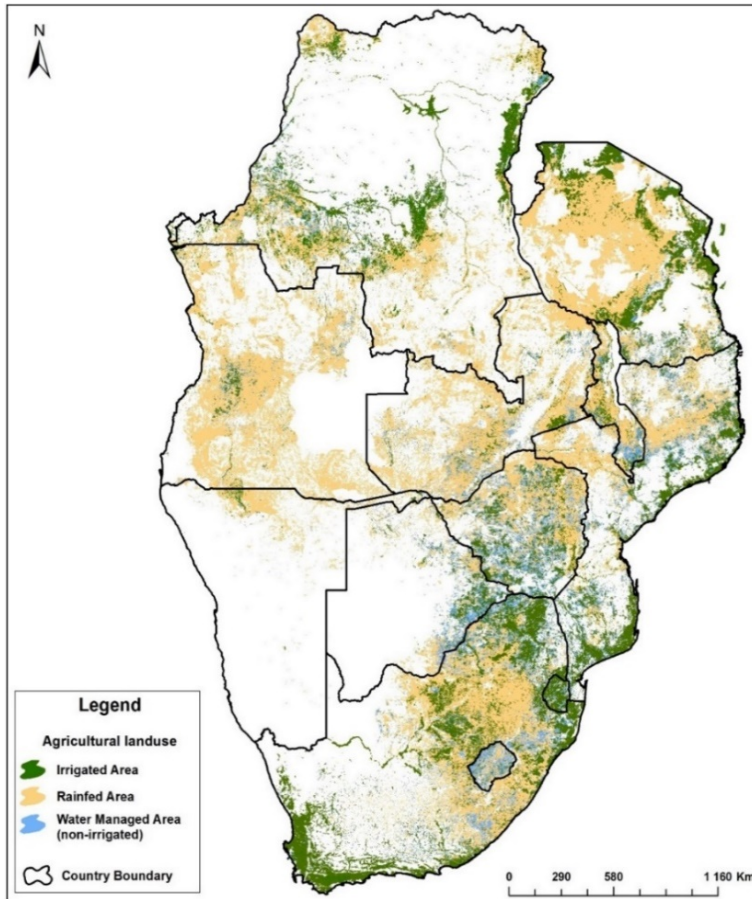 N
Legend
Agricultural landuse
Irrigated Area
Rainfed Area
Water Managed Area
(non-irrigated)
Country Boundary
0 290 580 1 160 Km